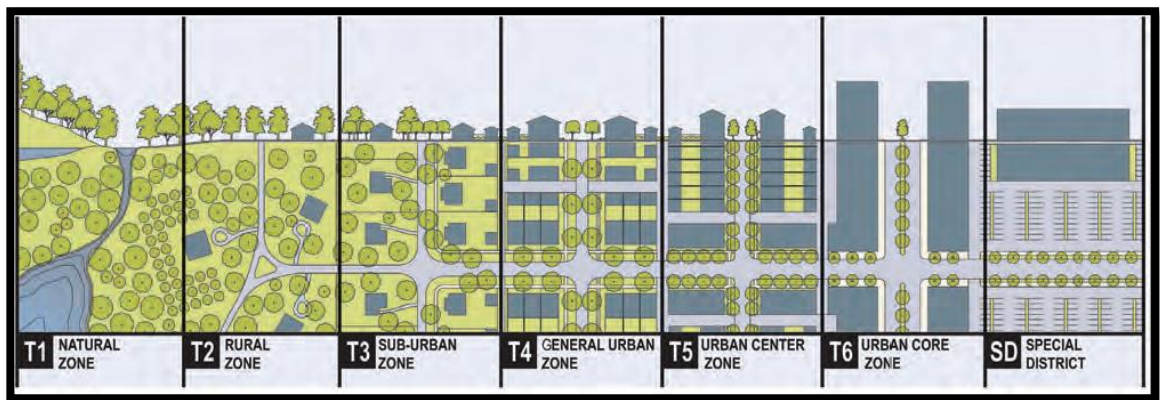 T1 NATURAL
ZONE
T2 RURAL
ZONE
T3 SUB-URBAN
ZONE
T4 GENERAL URBAN
ZONE
T5 URBAN CENTER
ZONE
T6 URBAN CORE
ZONE
SD SPECIAL
DISTRICT